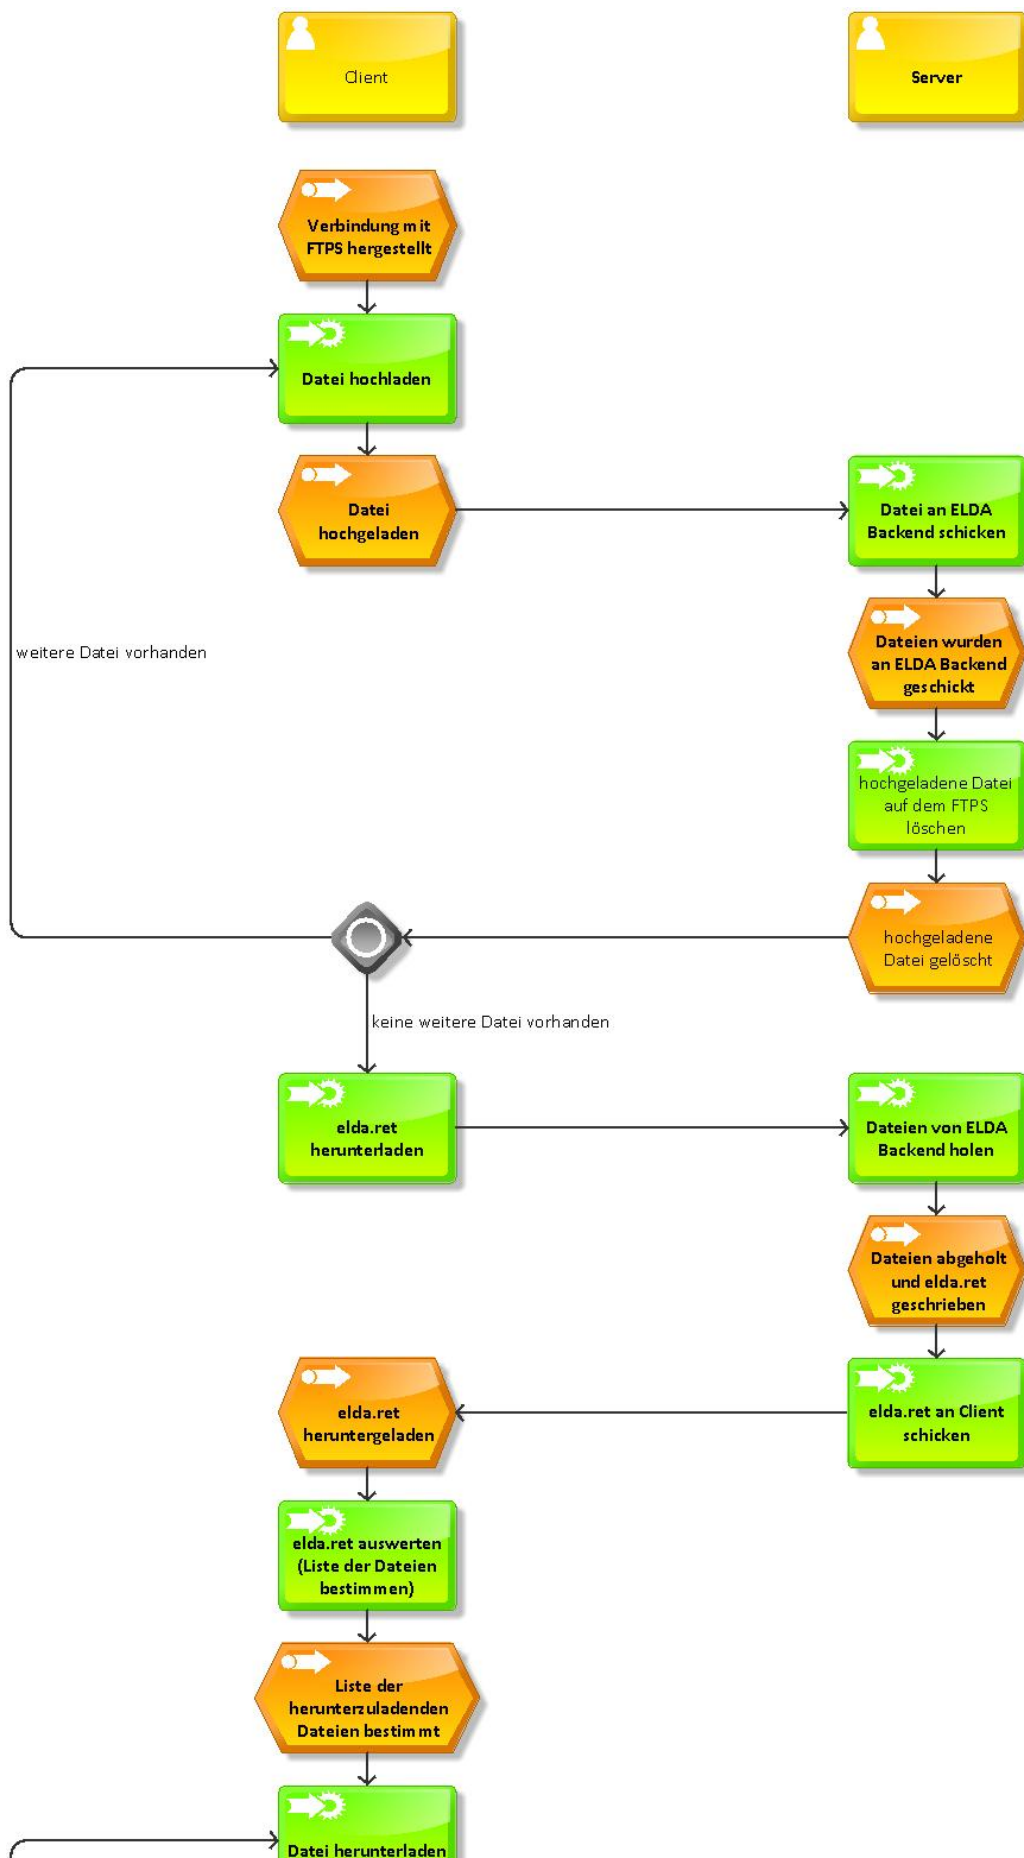 Client
Server
Verbindung mit
FTPS hergestellt
Datei hochladen
Datei
hochgeladen
Datei an ELDA
Backend schicken
Dateien wurden
an ELDA Backend
geschickt
weitere Datei vorhanden
hochgeladene Datei
auf dem FTPS
löschen
hochgeladene
Datei gelöscht
keine weitere Datei vorhanden
elda.ret
herunterladen
Dateien von ELDA
Backend holen
Dateien abgeholt
und elda.ret
geschrieben
elda.ret
heruntergeladen
elda.ret an Client
schicken
elda.ret auswerten
(Liste der Dateien
bestimmen)
Liste der
herunterzuladenden
Dateien bestimmt
Datei herunterladen